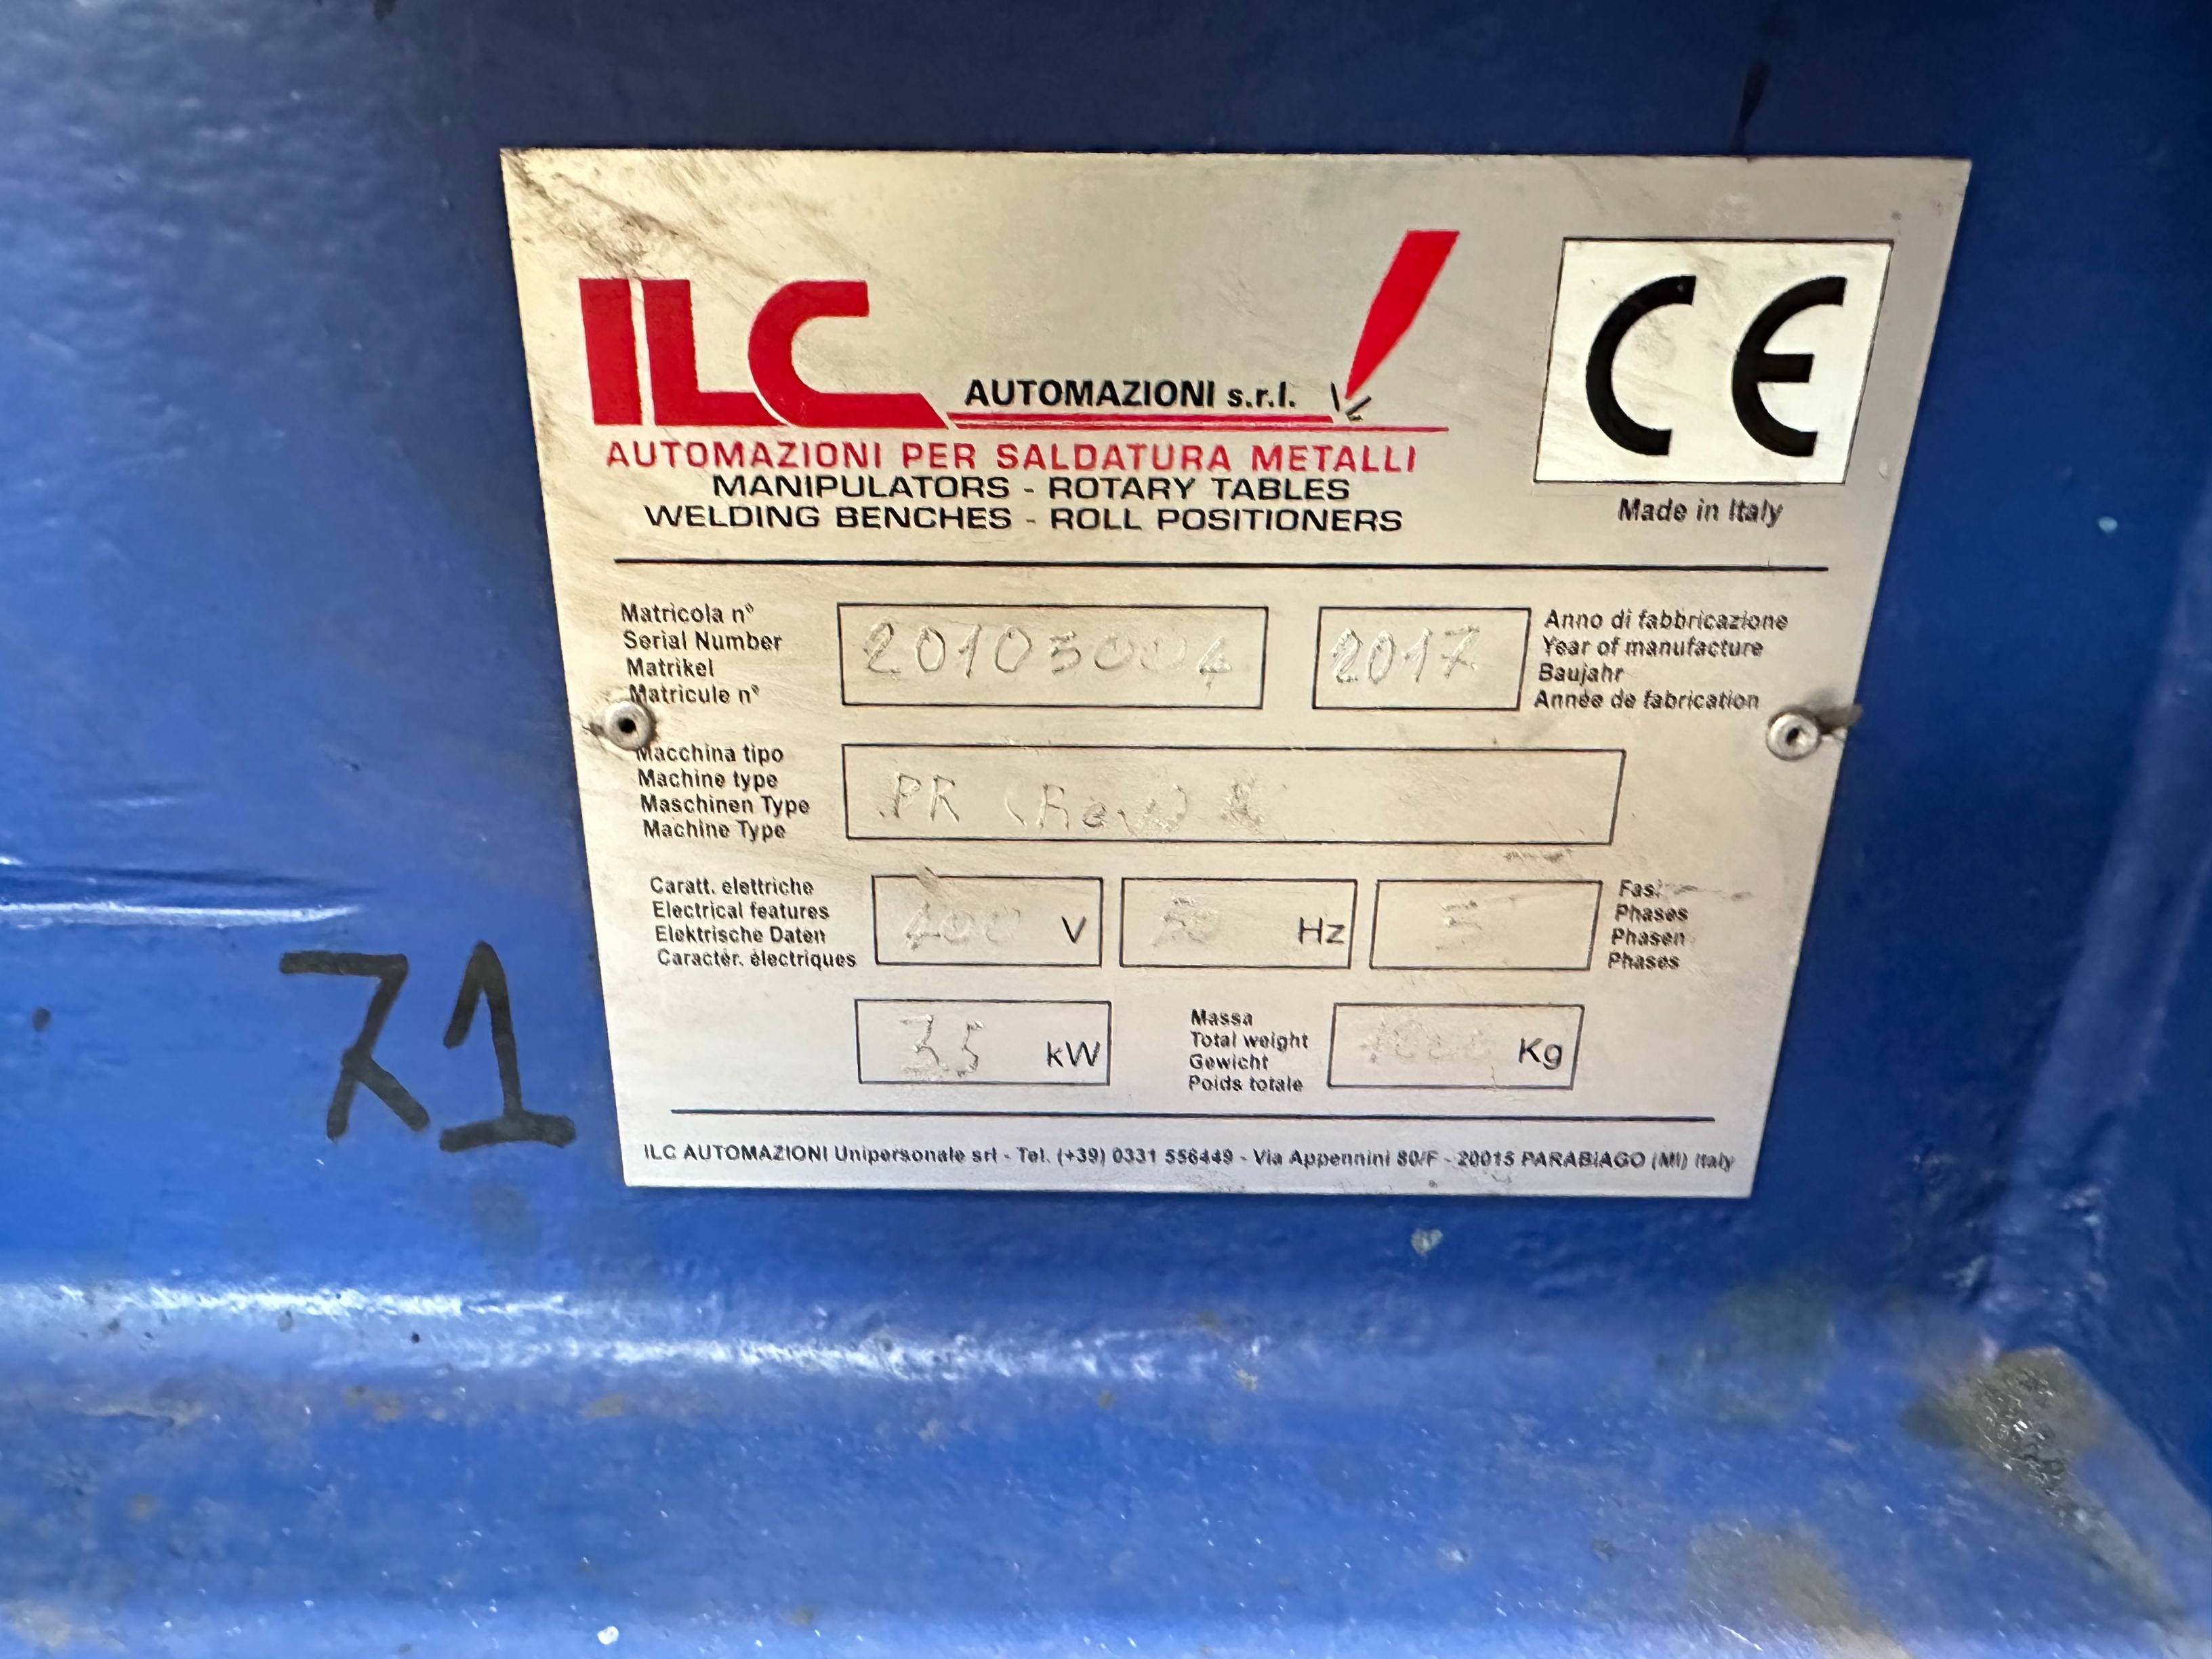 ILC AUTOMAZIONI s.r.l.
AUTOMAZIONI PER SALDATURA METALLI
MANIPULATORS - ROTARY TABLES
WELDING BENCHES - ROLL POSITIONERS
CE
Made in Italy
Matricola n°
Serial Number
Matrikel
Matricule n°
20103004
2017
Anno di fabbricazione
Year of manufacture
Baujahr
Année de fabrication
Macchina tipo
Machine type
Maschinen Type
Machine Type
PR
Caratt. elettriche
Electrical features
Elektrische Daten
Caractér. électriques
400 V
50 Hz
Fasi
Phases
Phasen
Phases
kW
Massa
Total weight
Gewicht
Poids totale
Kg
71
ILC AUTOMAZIONI Unipersonale srl - Tel. (+39) 0331 556449 - Via Appennini 80/F - 20015 PARABIAGO (MI) Italy